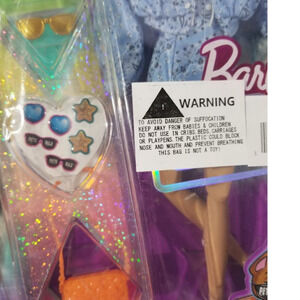 Barb
WARNING
TO AVOID DANGER OF SUFFOCATION
KEEP AWAY FROM BABIES & CHILDREN
DO NOT USE IN CRIBS.BEDS.CARRIAGES
OR PLAYPENS THE PLASTIC COULD BLOCK
NOSE AND MOUTH AND PREVENT BREATHING
THIS BAG IS NOT A TOY!